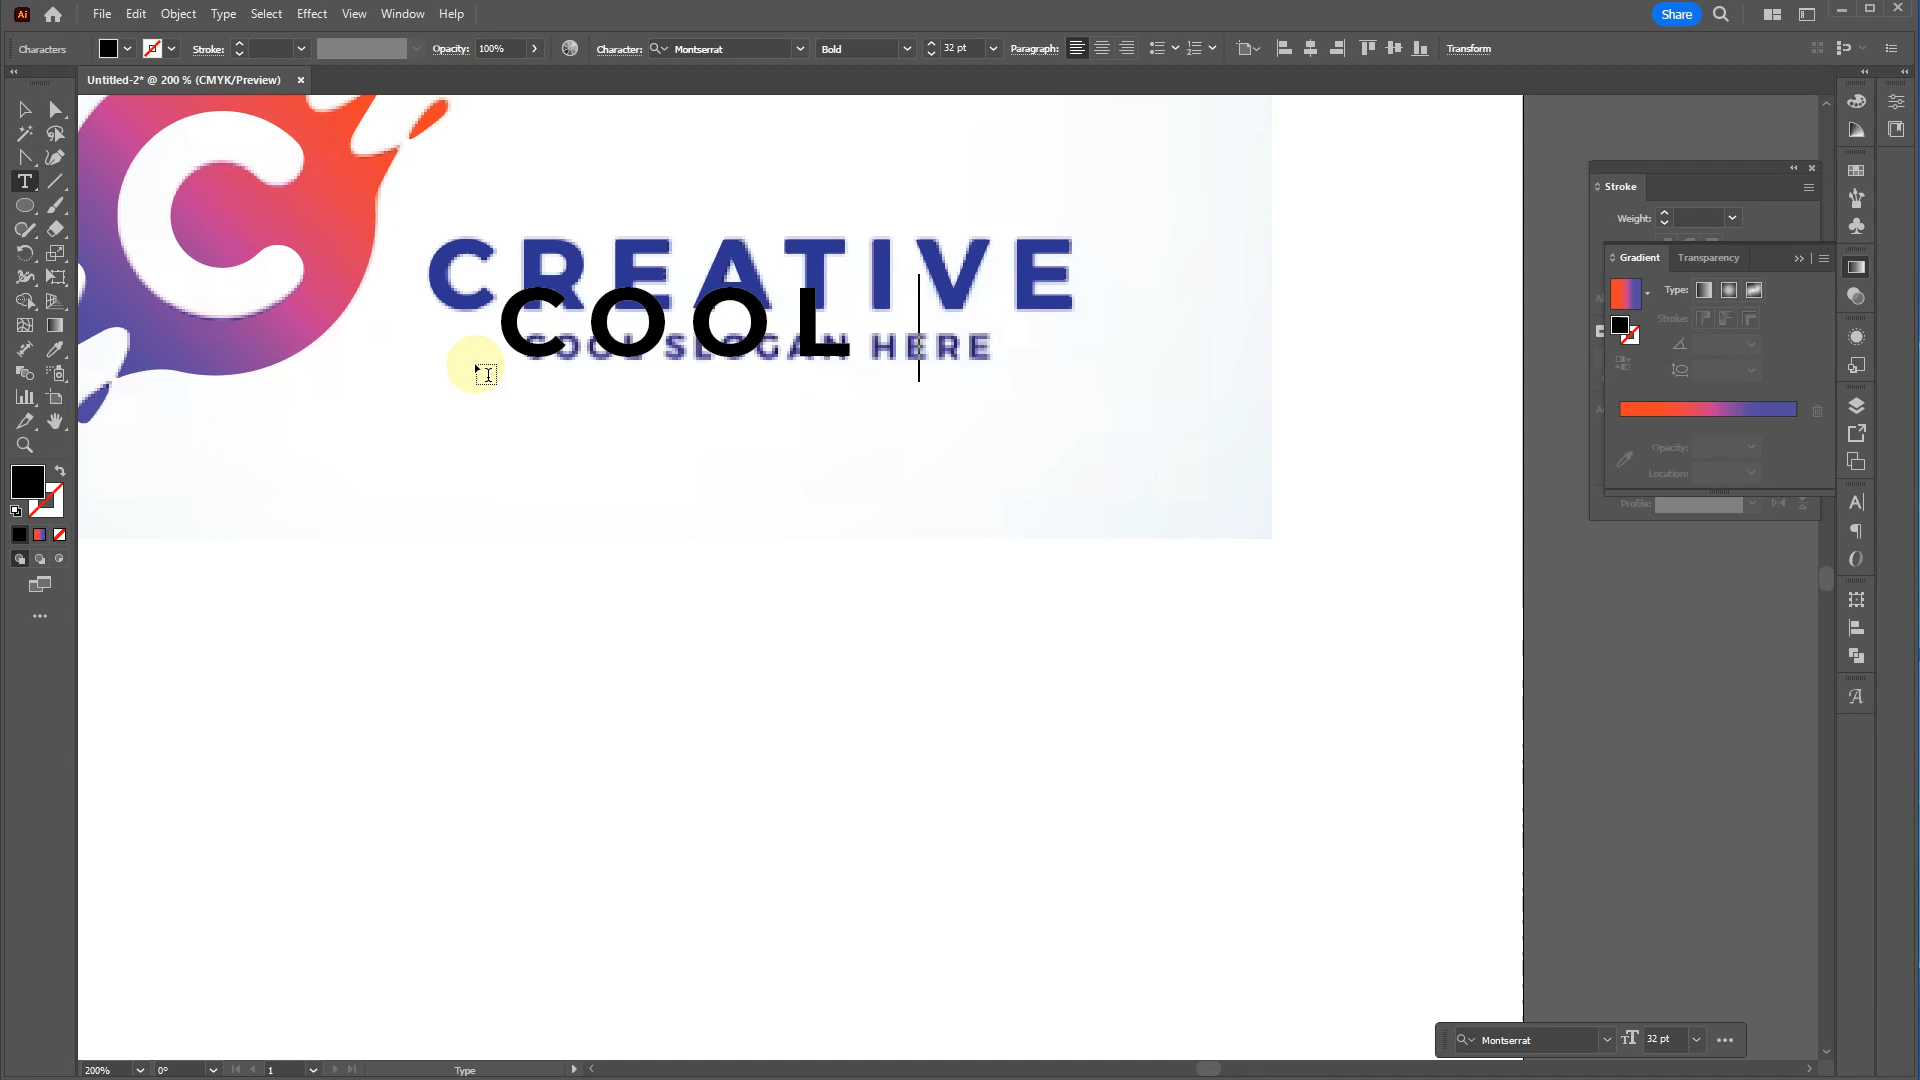 Ai File Edit Object Type Select Effect View Window Help Share
Characters Stroke: Opacity: 100% Character: Montserrat Bold 32 pt Paragraph: Transform
Untitled-2* @ 200 % (CMYK/Preview)
C
CREATIVE
COOL
COOL SLOGAN HERE
Stroke
Weight:
Gradient Transparency
Type:
Stroke:
Opacity:
Location:
Profile:
Montserrat 32 pt
200% 0° 1 Type